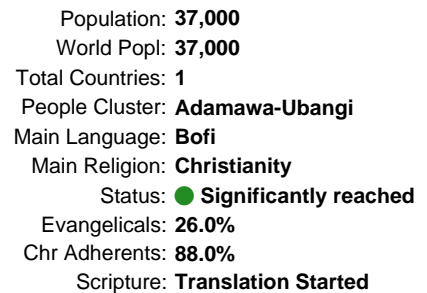 Population: 37,000
World Popl: 37,000
Total Countries: 1
People Cluster: Adamawa-Ubangi
Main Language: Bofi
Main Religion: Christianity
Status: Significantly reached
Evangelicals: 26.0%
Chr Adherents: 88.0%
Scripture: Translation Started